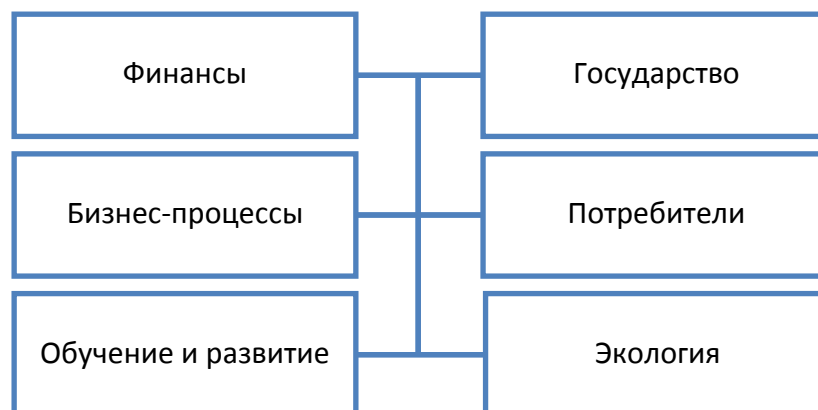 Финансы
Государство
Бизнес-процессы
Потребители
Обучение и развитие
Экология